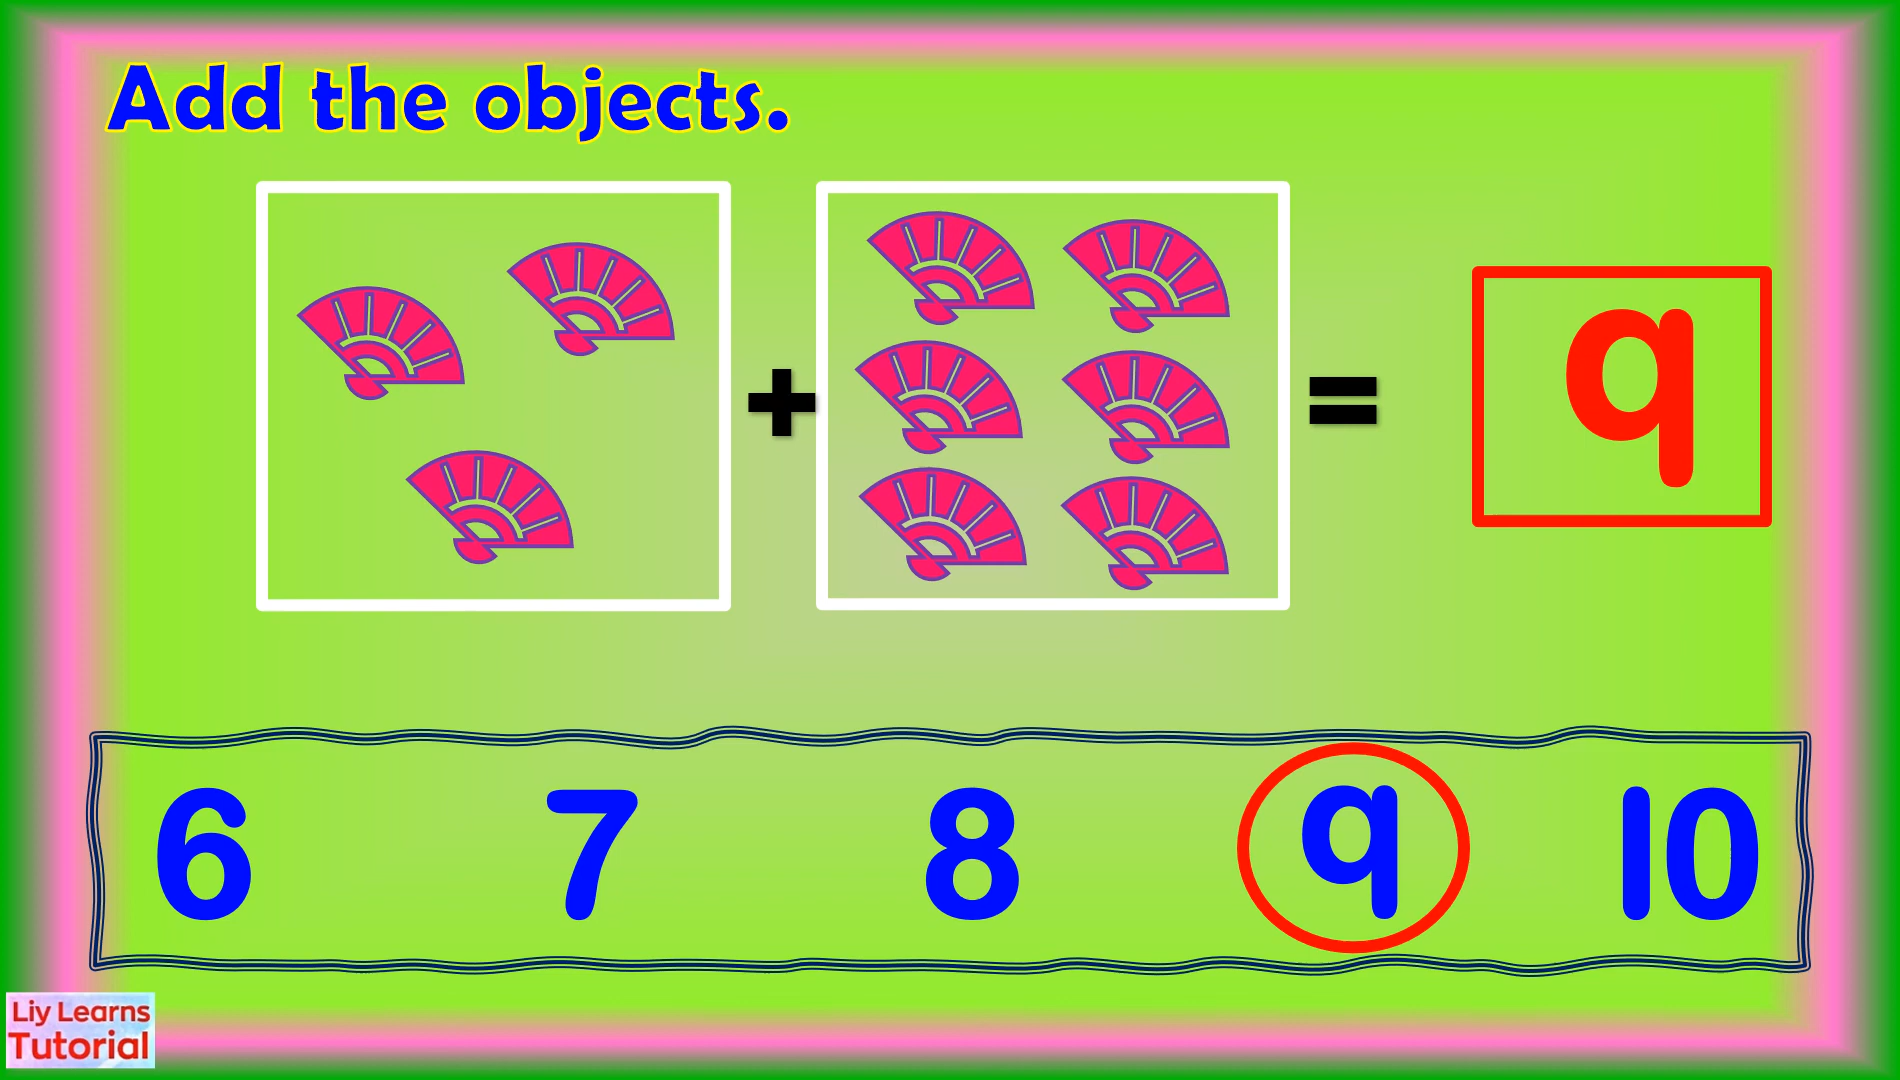 Add the objects.
+ = 9
6 7 8 9 10
Liy Learns
Tutorial